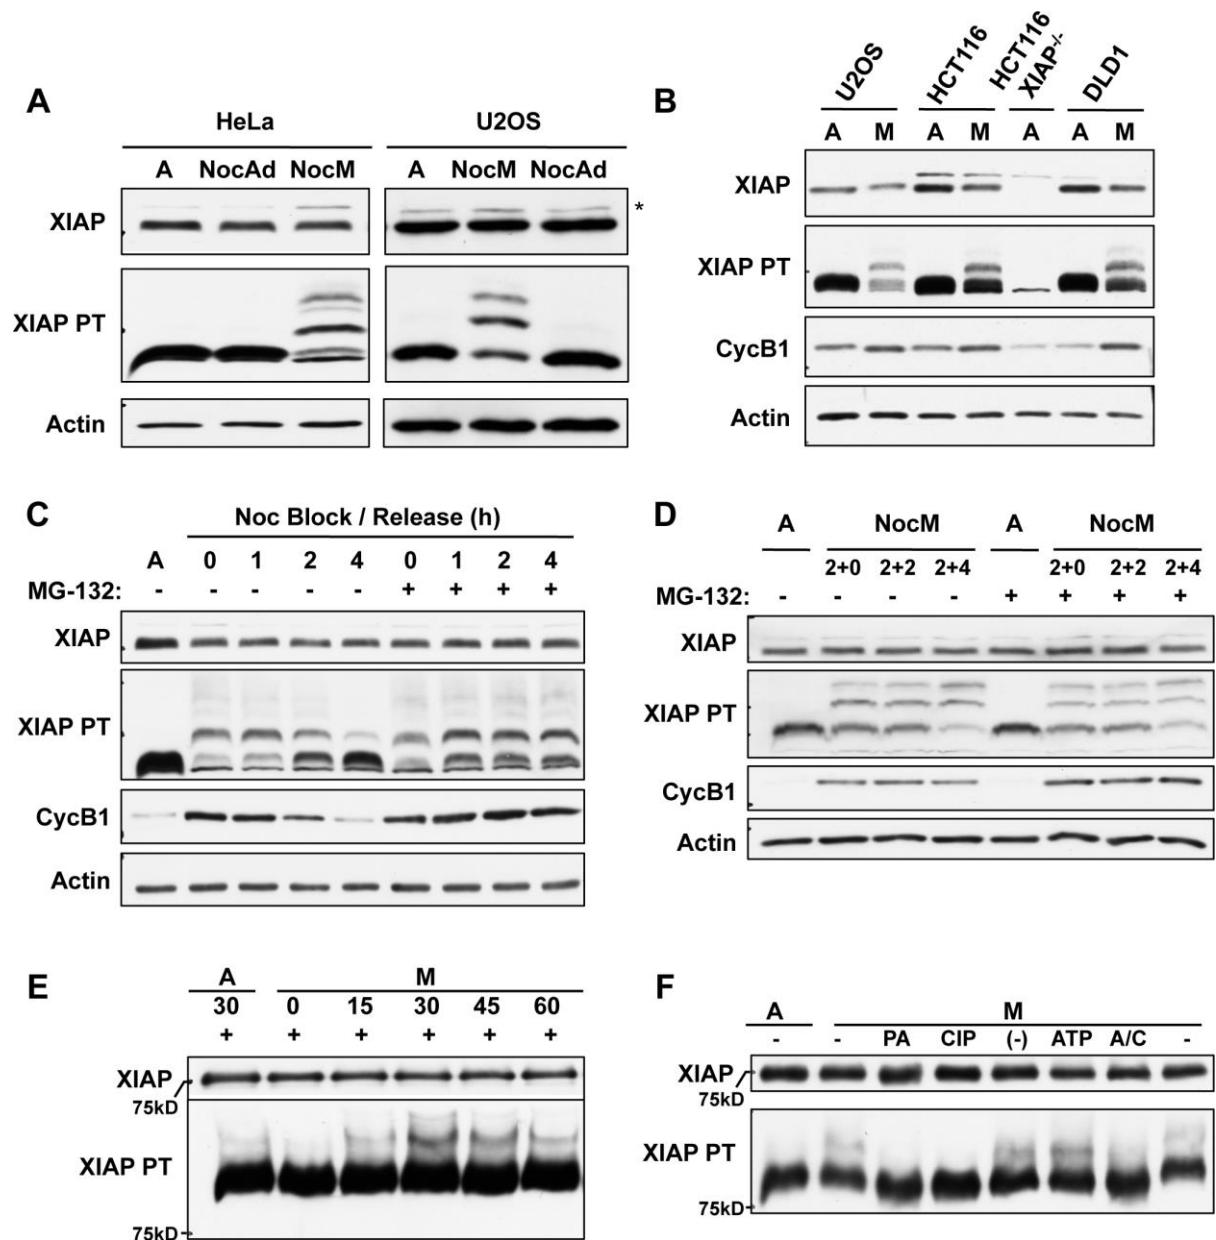 A
HeLa
U2OS
A NocAd NocM
A NocM NocAd
XIAP
*
XIAP PT
Actin
B
U2OS
HCT116
HCT116 XIAP-/-
DLD1
A M A M A A M
XIAP
XIAP PT
CycB1
Actin
C
Noc Block / Release (h)
A 0 1 2 4 0 1 2 4
MG-132: - - - - - + + + +
XIAP
XIAP PT
CycB1
Actin
D
A NocM A NocM
2+0 2+2 2+4 2+0 2+2 2+4
MG-132: - - - - + + + +
XIAP
XIAP PT
CycB1
Actin
E
A M
30 0 15 30 45 60
+ + + + + +
XIAP
75kD
XIAP PT
75kD
F
A M
- - PA CIP (-) ATP A/C -
XIAP
75kD
XIAP PT
75kD